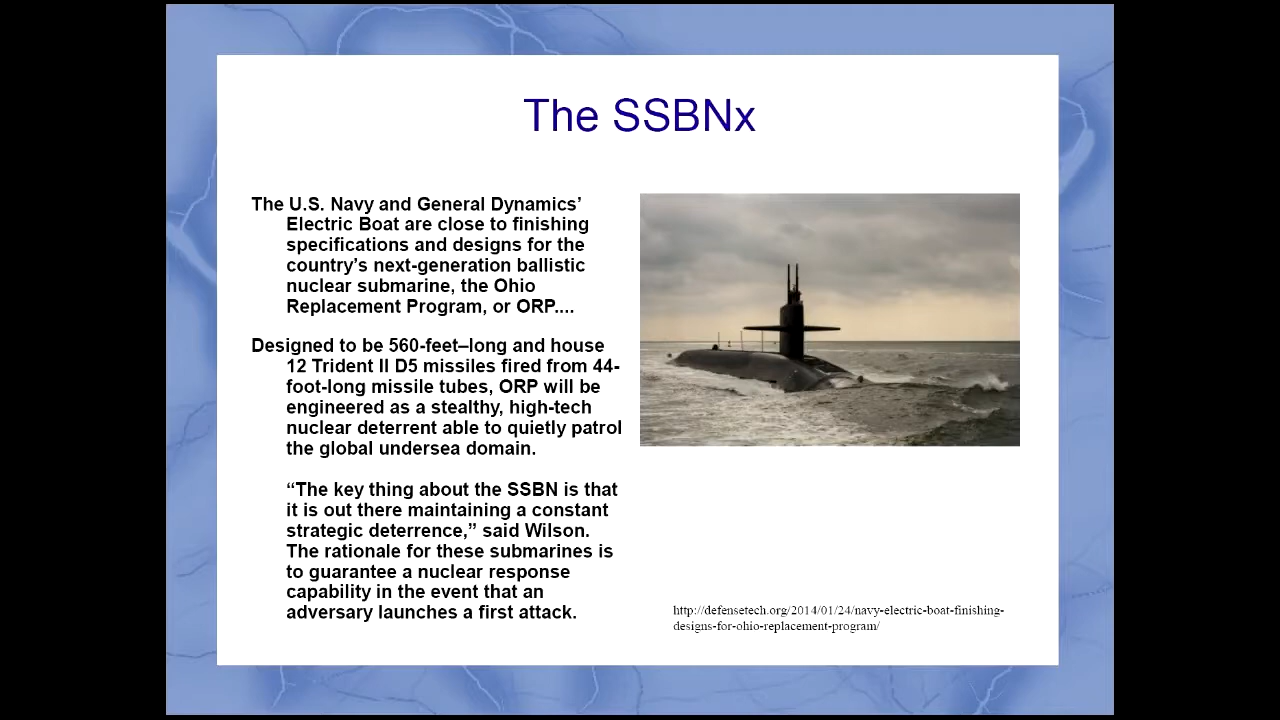 The SSBNx
The U.S. Navy and General Dynamics’
Electric Boat are close to finishing
specifications and designs for the
country’s next-generation ballistic
nuclear submarine, the Ohio
Replacement Program, or ORP....
Designed to be 560-feet–long and house
12 Trident II D5 missiles fired from 44-
foot-long missile tubes, ORP will be
engineered as a stealthy, high-tech
nuclear deterrent able to quietly patrol
the global undersea domain.
“The key thing about the SSBN is that
it is out there maintaining a constant
strategic deterrence,” said Wilson.
The rationale for these submarines is
to guarantee a nuclear response
capability in the event that an
adversary launches a first attack.
http://defensetech.org/2014/01/24/navy-electric-boat-finishing-
designs-for-ohio-replacement-program/